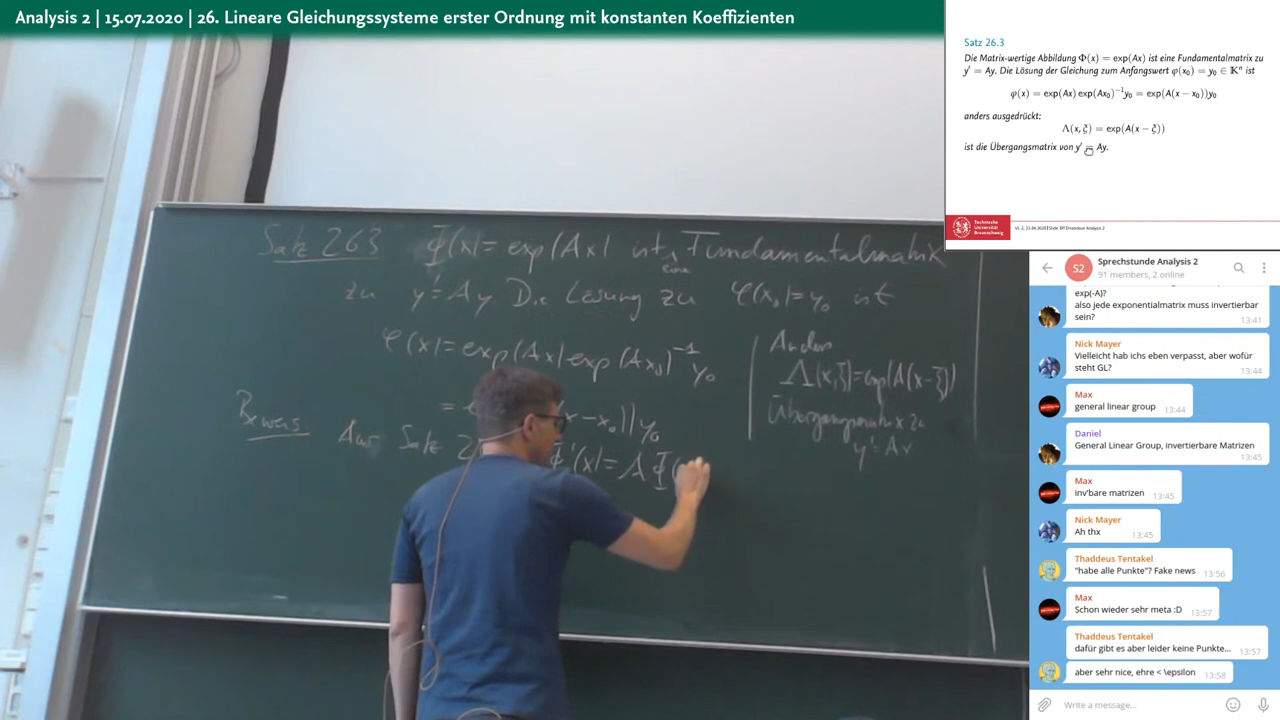 Analysis 2 | 15.07.2020 | 26. Lineare Gleichungssysteme erster Ordnung mit konstanten Koeffizienten
Satz 26.3
Die Matrix-wertige Abbildung Φ(x) = exp(Ax) ist eine Fundamentalmatrix zu
y′ = Ay. Die Lösung der Gleichung zum Anfangswert φ(x₀) = y₀ ∈ 𝕂ⁿ ist
φ(x) = exp(Ax) exp(Ax₀)⁻¹y₀ = exp(A(x − x₀))y₀
anders ausgedrückt:
Λ(x, ξ) = exp(A(x − ξ))
ist die Übergangsmatrix von y′ = Ay.
Technische
Universität
Braunschweig
Satz 26.3 Φ(x) = exp(Ax) ist eine Fundamentalmatrix
zu y′ = Ay Die Lösung zu φ(x₀) = y₀ ist
φ(x) = exp(Ax) exp(Ax₀)⁻¹ y₀
= x − x₀)) y₀
Anders
Λ(x,ξ) = exp(A(x−ξ))
Übergangsmatrix zu
y′ = Ay
Beweis Aus Satz 2 Φ′(x) = A Φ(
S2
Sprechstunde Analysis 2
91 members, 2 online
exp(-A)?
also jede exponentialmatrix muss invertierbar
sein?
13:41
Nick Mayer
Vielleicht hab ichs eben verpasst, aber wofür
steht GL?
13:44
Max
general linear group 13:44
Daniel
General Linear Group, invertierbare Matrizen
13:45
Max
inv'bare matrizen 13:45
Nick Mayer
Ah thx 13:45
Thaddeus Tentakel
"habe alle Punkte"? Fake news 13:56
Max
Schon wieder sehr meta :D 13:57
Thaddeus Tentakel
dafür gibt es aber leider keine Punkte... 13:57
aber sehr nice, ehre < \epsilon 13:58
Write a message...